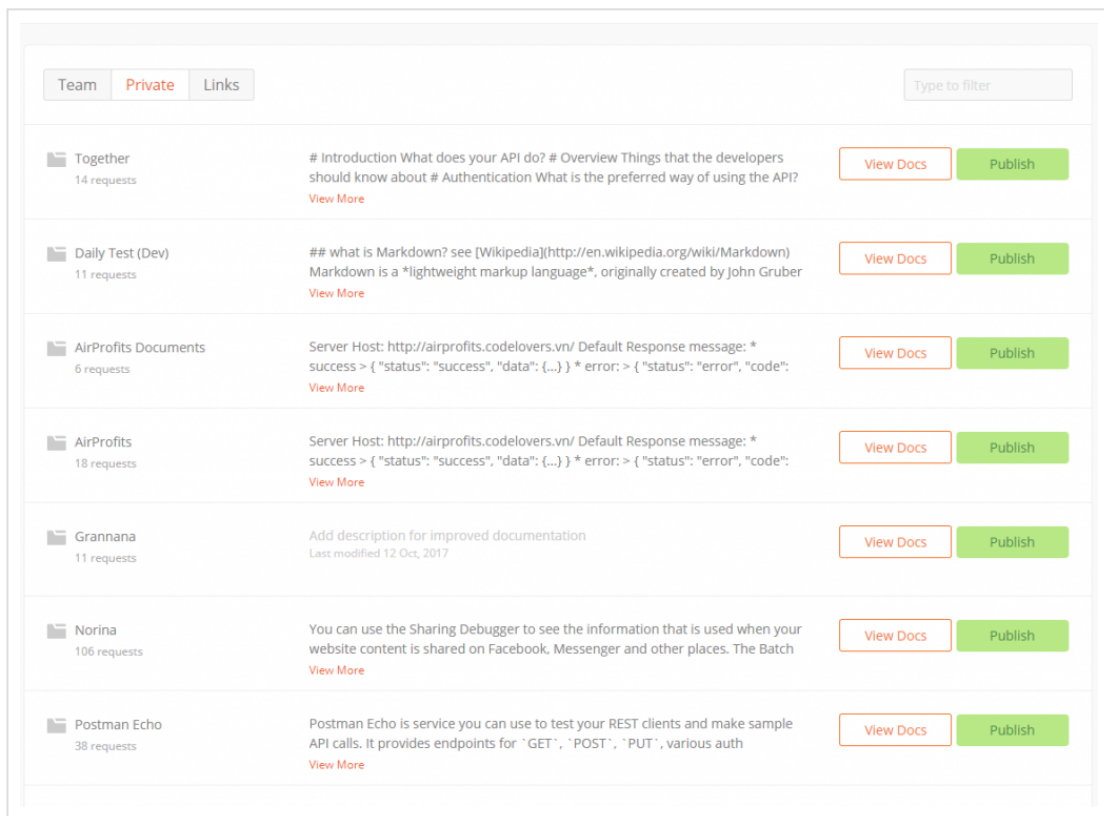 Team Private Links Type to filter
Together
14 requests
# Introduction What does your API do? # Overview Things that the developers
should know about # Authentication What is the preferred way of using the API?
View More
View Docs Publish
Daily Test (Dev)
11 requests
## what is Markdown? see [Wikipedia](http://en.wikipedia.org/wiki/Markdown)
Markdown is a *lightweight markup language*, originally created by John Gruber
View More
View Docs Publish
AirProfits Documents
6 requests
Server Host: http://airprofits.codelovers.vn/ Default Response message: *
success > { "status": "success", "data": {...} } * error: > { "status": "error", "code":
View More
View Docs Publish
AirProfits
18 requests
Server Host: http://airprofits.codelovers.vn/ Default Response message: *
success > { "status": "success", "data": {...} } * error: > { "status": "error", "code":
View More
View Docs Publish
Grannana
11 requests
Add description for improved documentation
Last modified 12 Oct, 2017
View Docs Publish
Norina
106 requests
You can use the Sharing Debugger to see the information that is used when your
website content is shared on Facebook, Messenger and other places. The Batch
View More
View Docs Publish
Postman Echo
38 requests
Postman Echo is service you can use to test your REST clients and make sample
API calls. It provides endpoints for `GET`, `POST`, `PUT`, various auth
View More
View Docs Publish